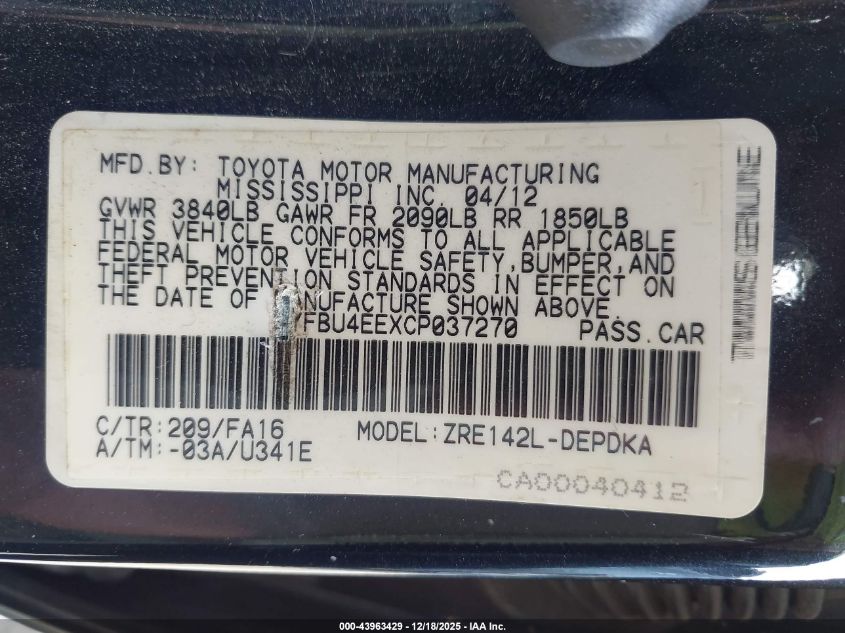 MFD.BY: TOYOTA MOTOR MANUFACTURING
MISSISSIPPI INC. 04/12
GVWR 3840LB GAWR FR 2090LB RR 1850LB
THIS VEHICLE CONFORMS TO ALL APPLICABLE
FEDERAL MOTOR VEHICLE SAFETY,BUMPER,AND
THEFT PREVENTION STANDARDS IN EFFECT ON
THE DATE OF NUFACTURE SHOWN ABOVE.
FBU4EEXCP037270 PASS.CAR
C/TR:209/FA16 MODEL:ZRE142L-DEPDKA
A/TM:-03A/U341E
CA00040412
000-43963429 - 12/18/2025 - IAA Inc.